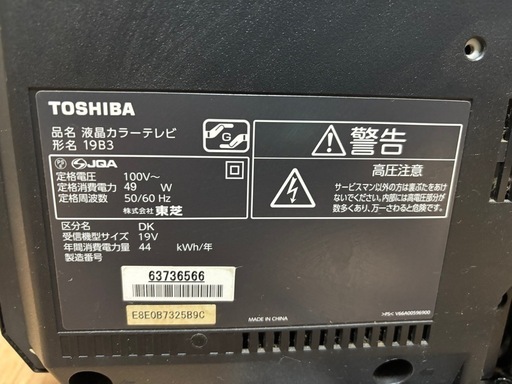 TOSHIBA
品名 液晶カラーテレビ
形名 19B3
G
JQA
定格電圧: 100V~
定格消費電力: 49 W
定格周波数: 50/60 Hz
株式会社 東芝
区分名 DK
受信機型サイズ: 19V
年間消費電力量: 44 kWh/年
製造番号
63736566
E8E0B7325B9C
警告
高圧注意
サービスマン以外の方は裏ぶたをあけ
ないでください。内部には高電圧部分が
数多くあり、万一さわると危険です。
MADE IN CHINA
>PS< V66A00596900